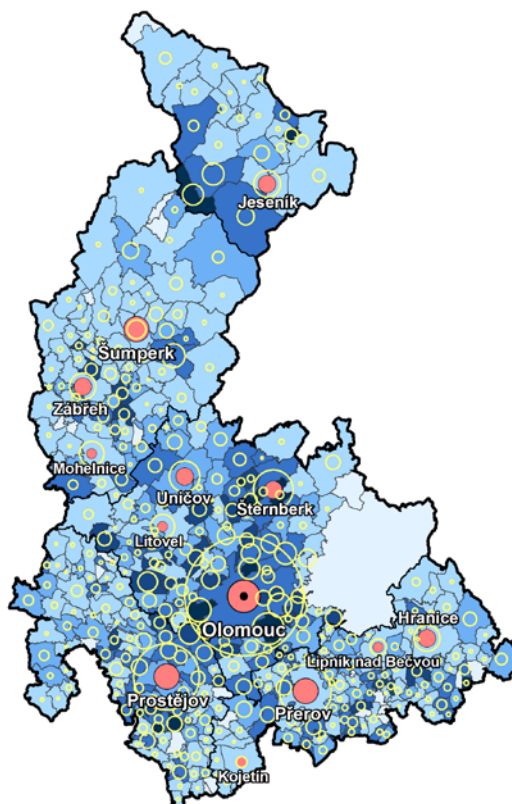 Jeseník
Šumperk
Zábřeh
Mohelnice
Uničov
Šternberk
Litovel
Olomouc
Hranice
Lipník nad Bečvou
Prostějov
Přerov
Kojetín